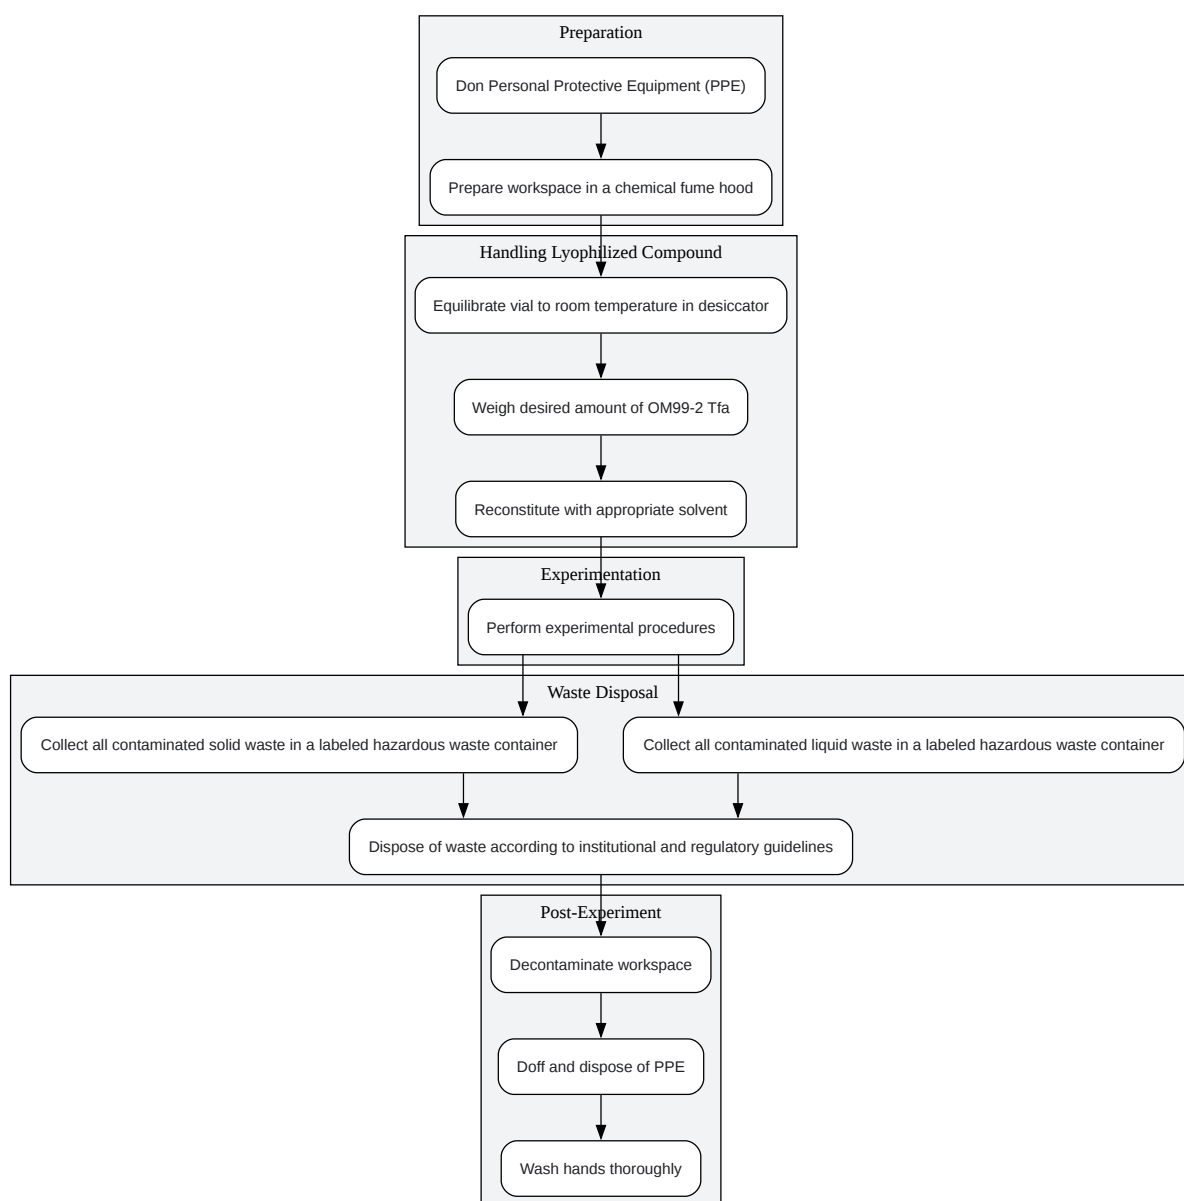 Preparation
Don Personal Protective Equipment (PPE)
Prepare workspace in a chemical fume hood
Handling Lyophilized Compound
Equilibrate vial to room temperature in desiccator
Weigh desired amount of OM99-2 Tfa
Reconstitute with appropriate solvent
Experimentation
Perform experimental procedures
Waste Disposal
Collect all contaminated solid waste in a labeled hazardous waste container
Collect all contaminated liquid waste in a labeled hazardous waste container
Dispose of waste according to institutional and regulatory guidelines
Post-Experiment
Decontaminate workspace
Doff and dispose of PPE
Wash hands thoroughly